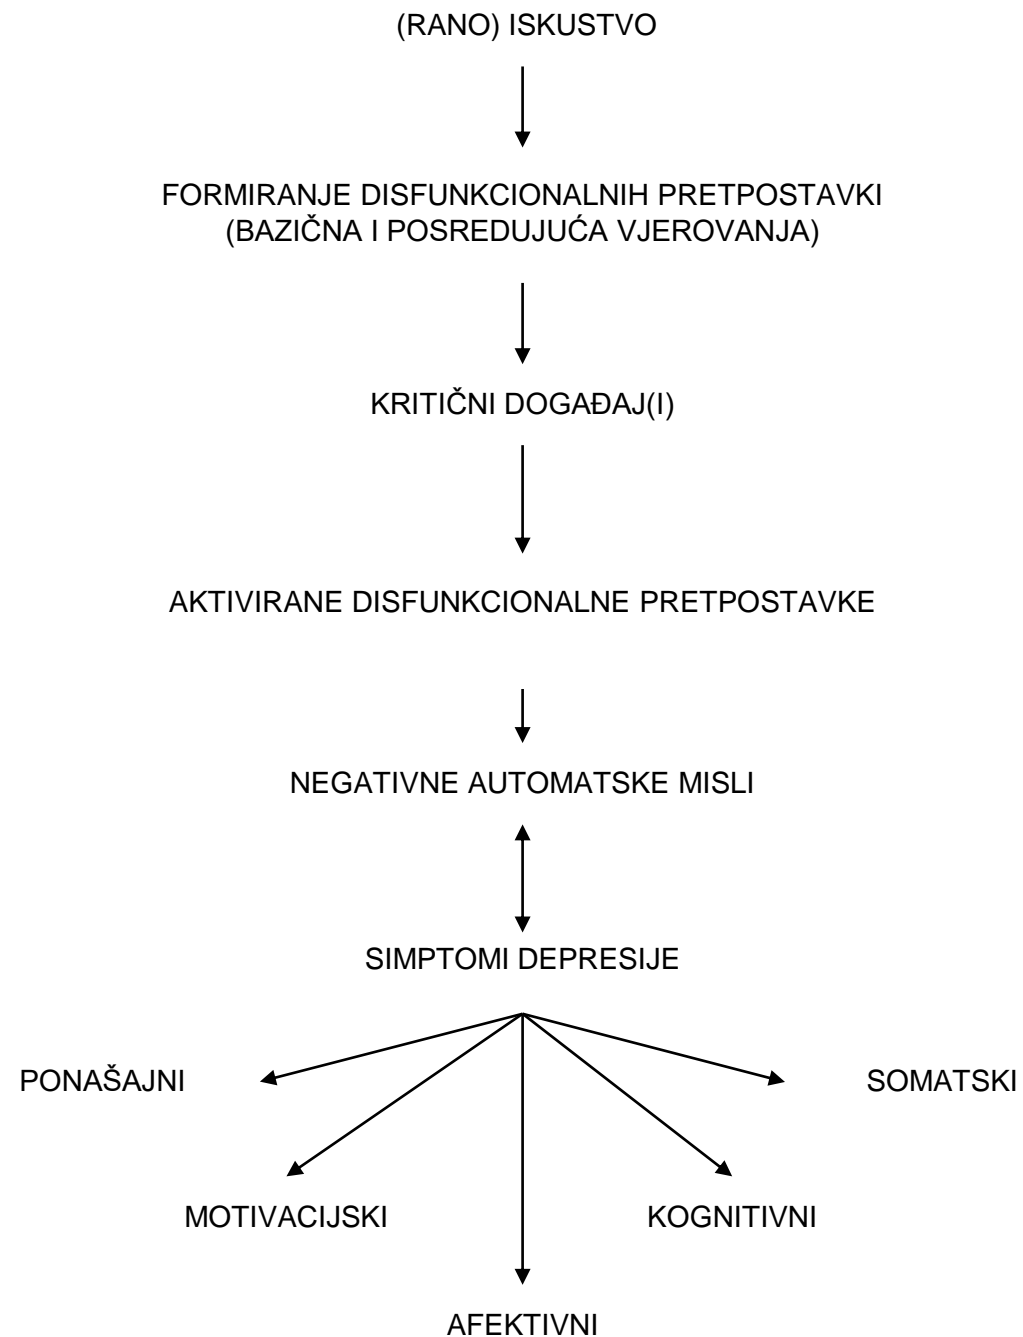 (RANO) ISKUSTVO
FORMIRANJE DISFUNKCIONALNIH PRETPOSTAVKI
(BAZIČNA I POSREDUJUĆA VJEROVANJA)
KRITIČNI DOGAĐAJ(I)
AKTIVIRANE DISFUNKCIONALNE PRETPOSTAVKE
NEGATIVNE AUTOMATSKE MISLI
SIMPTOMI DEPRESIJE
PONAŠAJNI
SOMATSKI
MOTIVACIJSKI
KOGNITIVNI
AFEKTIVNI